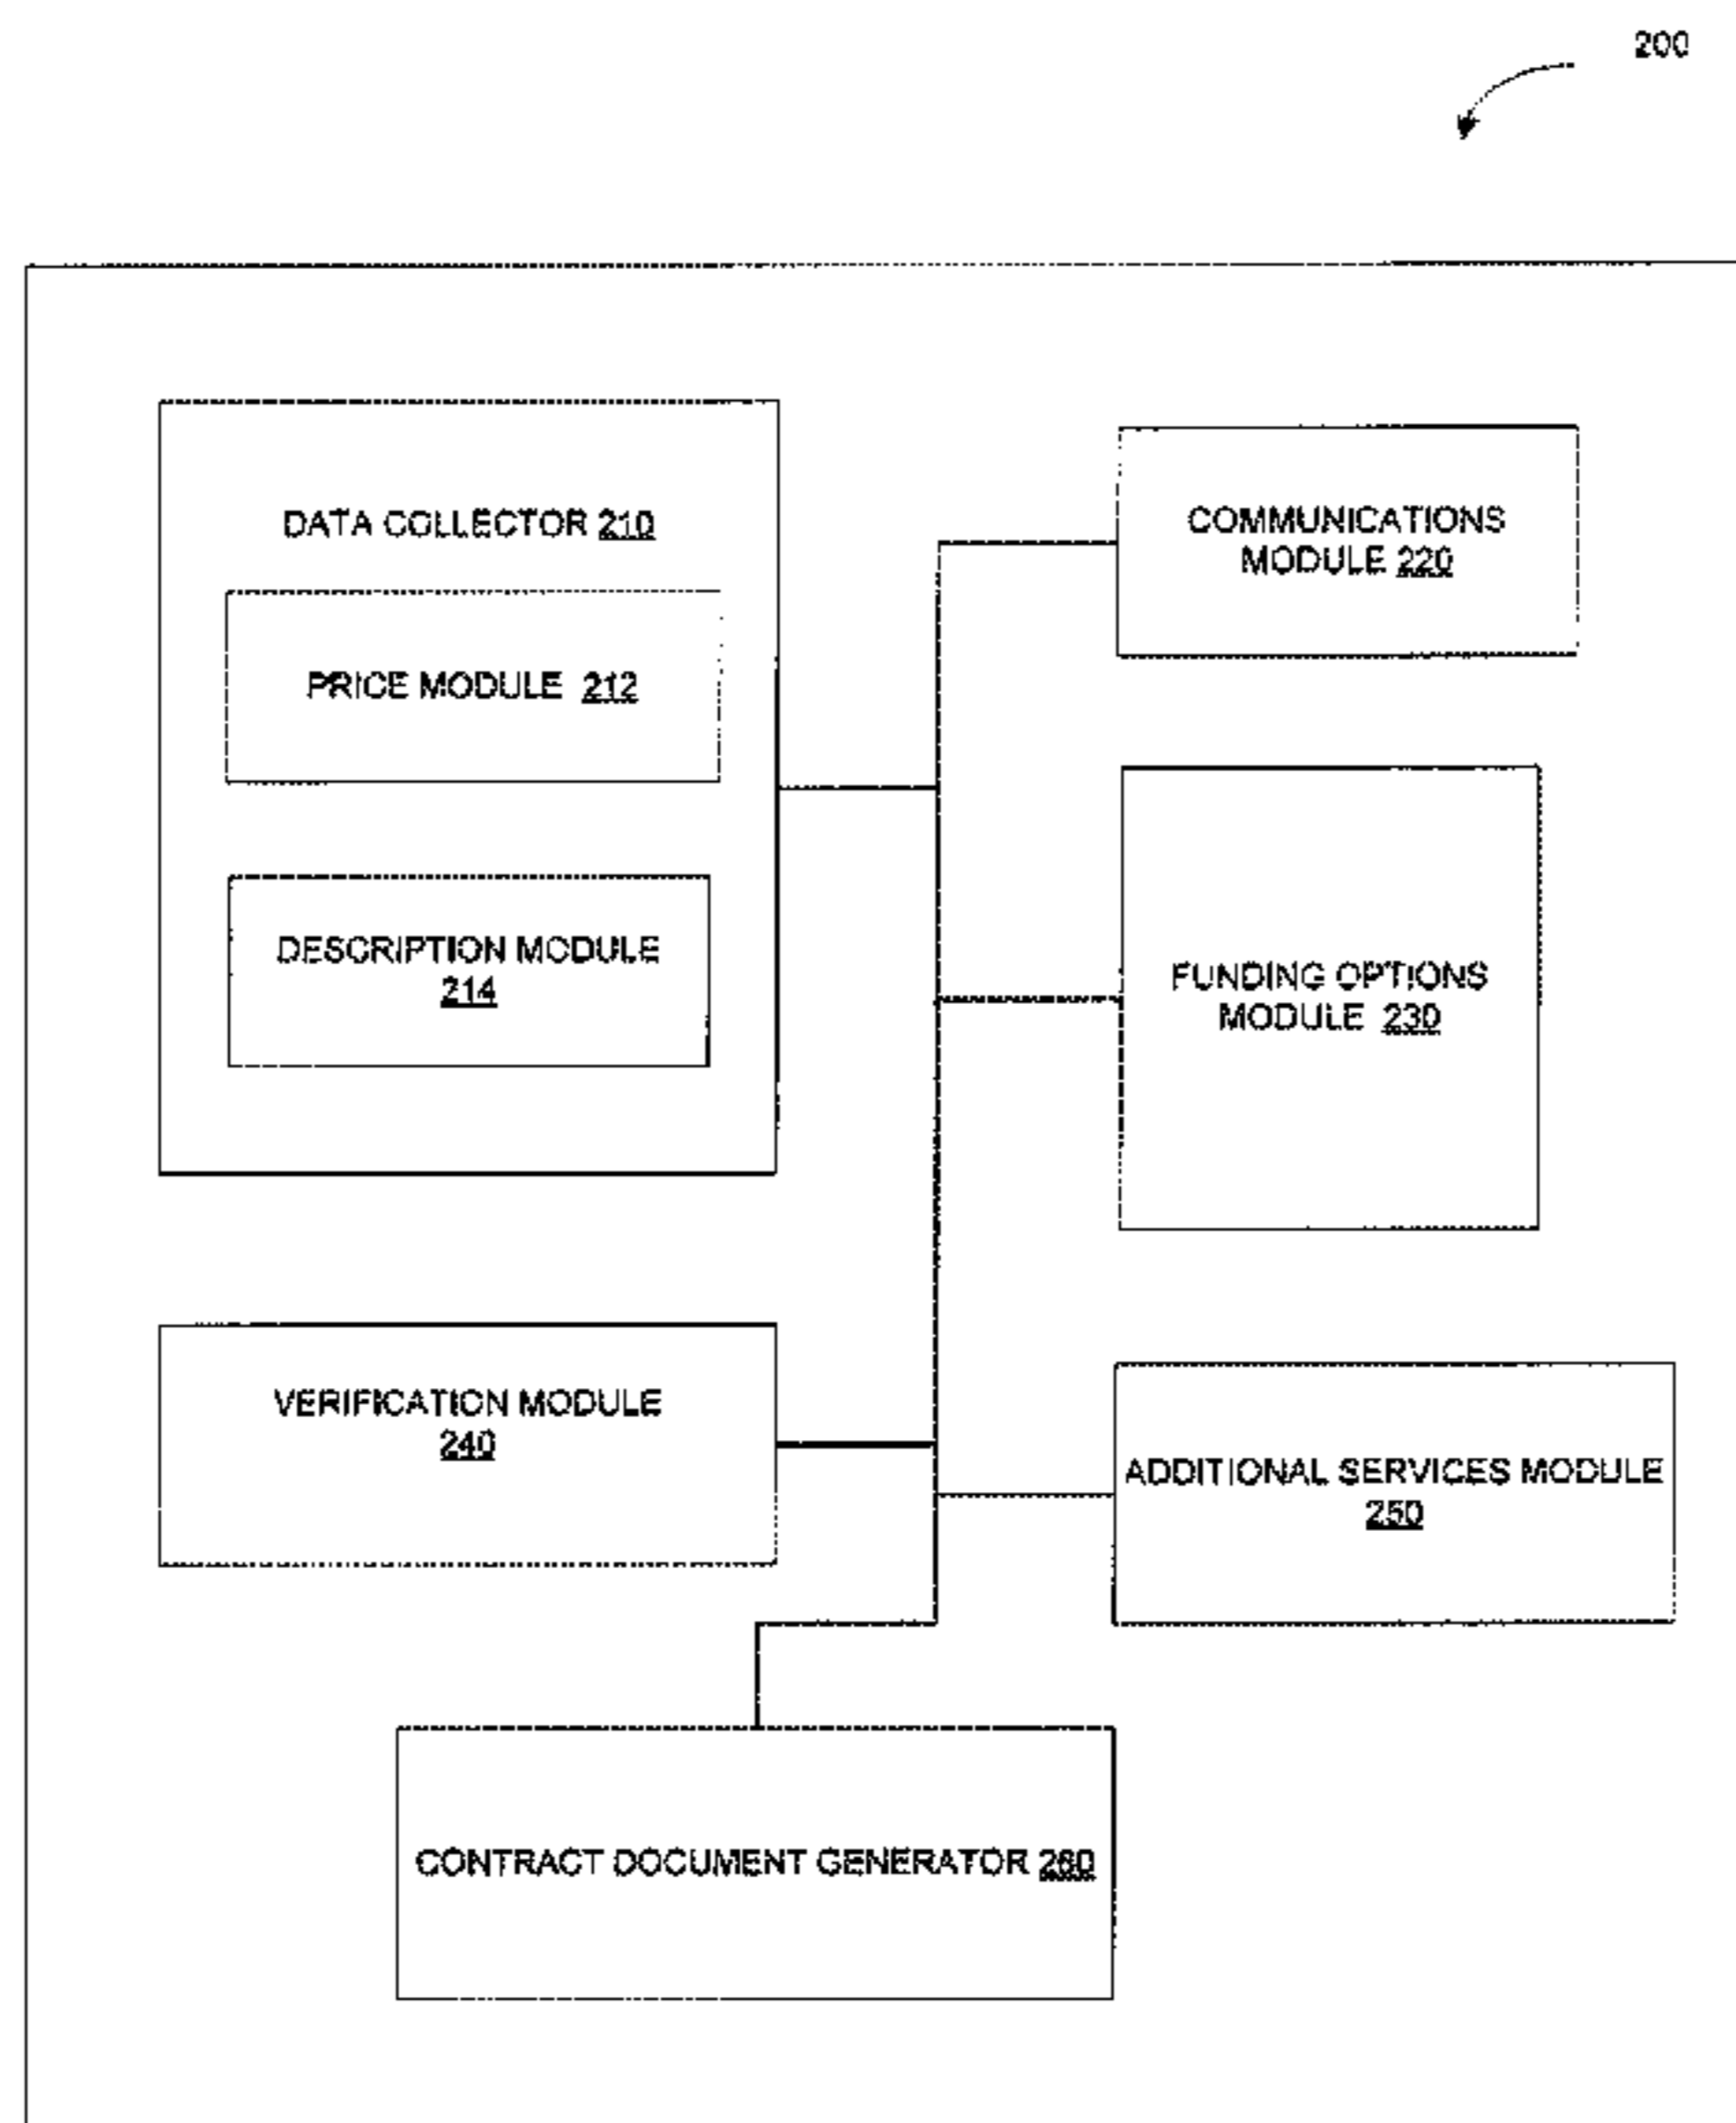 200
DATA COLLECTOR 210
PRICE MODULE 212
DESCRIPTION MODULE
214
COMMUNICATIONS
MODULE 220
FUNDING OPTIONS
MODULE 230
VERIFICATION MODULE
240
ADDITIONAL SERVICES MODULE
250
CONTRACT DOCUMENT GENERATOR 260